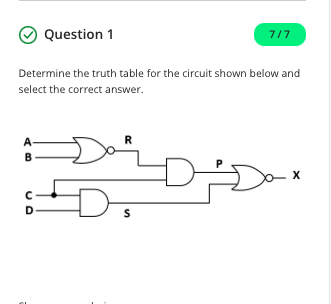 Question 1
7/7
Determine the truth table for the circuit shown below and
select the correct answer.
A
B
R
P
X
C
D
S